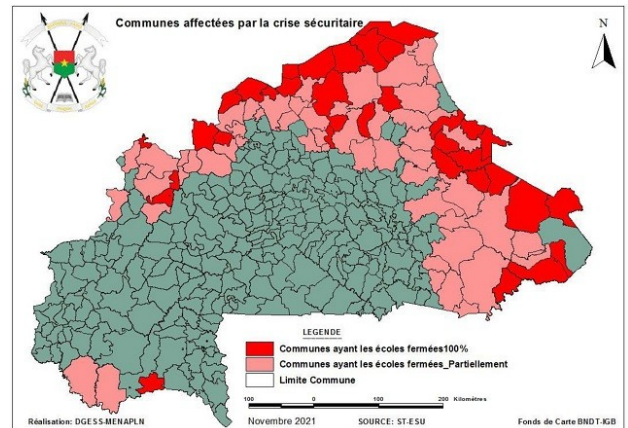 Communes affectées par la crise sécuritaire
N
LEGENDE
Communes ayant les écoles fermées100%
Communes ayant les écoles fermées_Partiellement
Limite Commune
100 0 100 200 Kilomètres
Réalisation: DGESS-MENAPLN
Novembre 2021
SOURCE: ST-ESU
Fonds de Carte BNDT-IGB